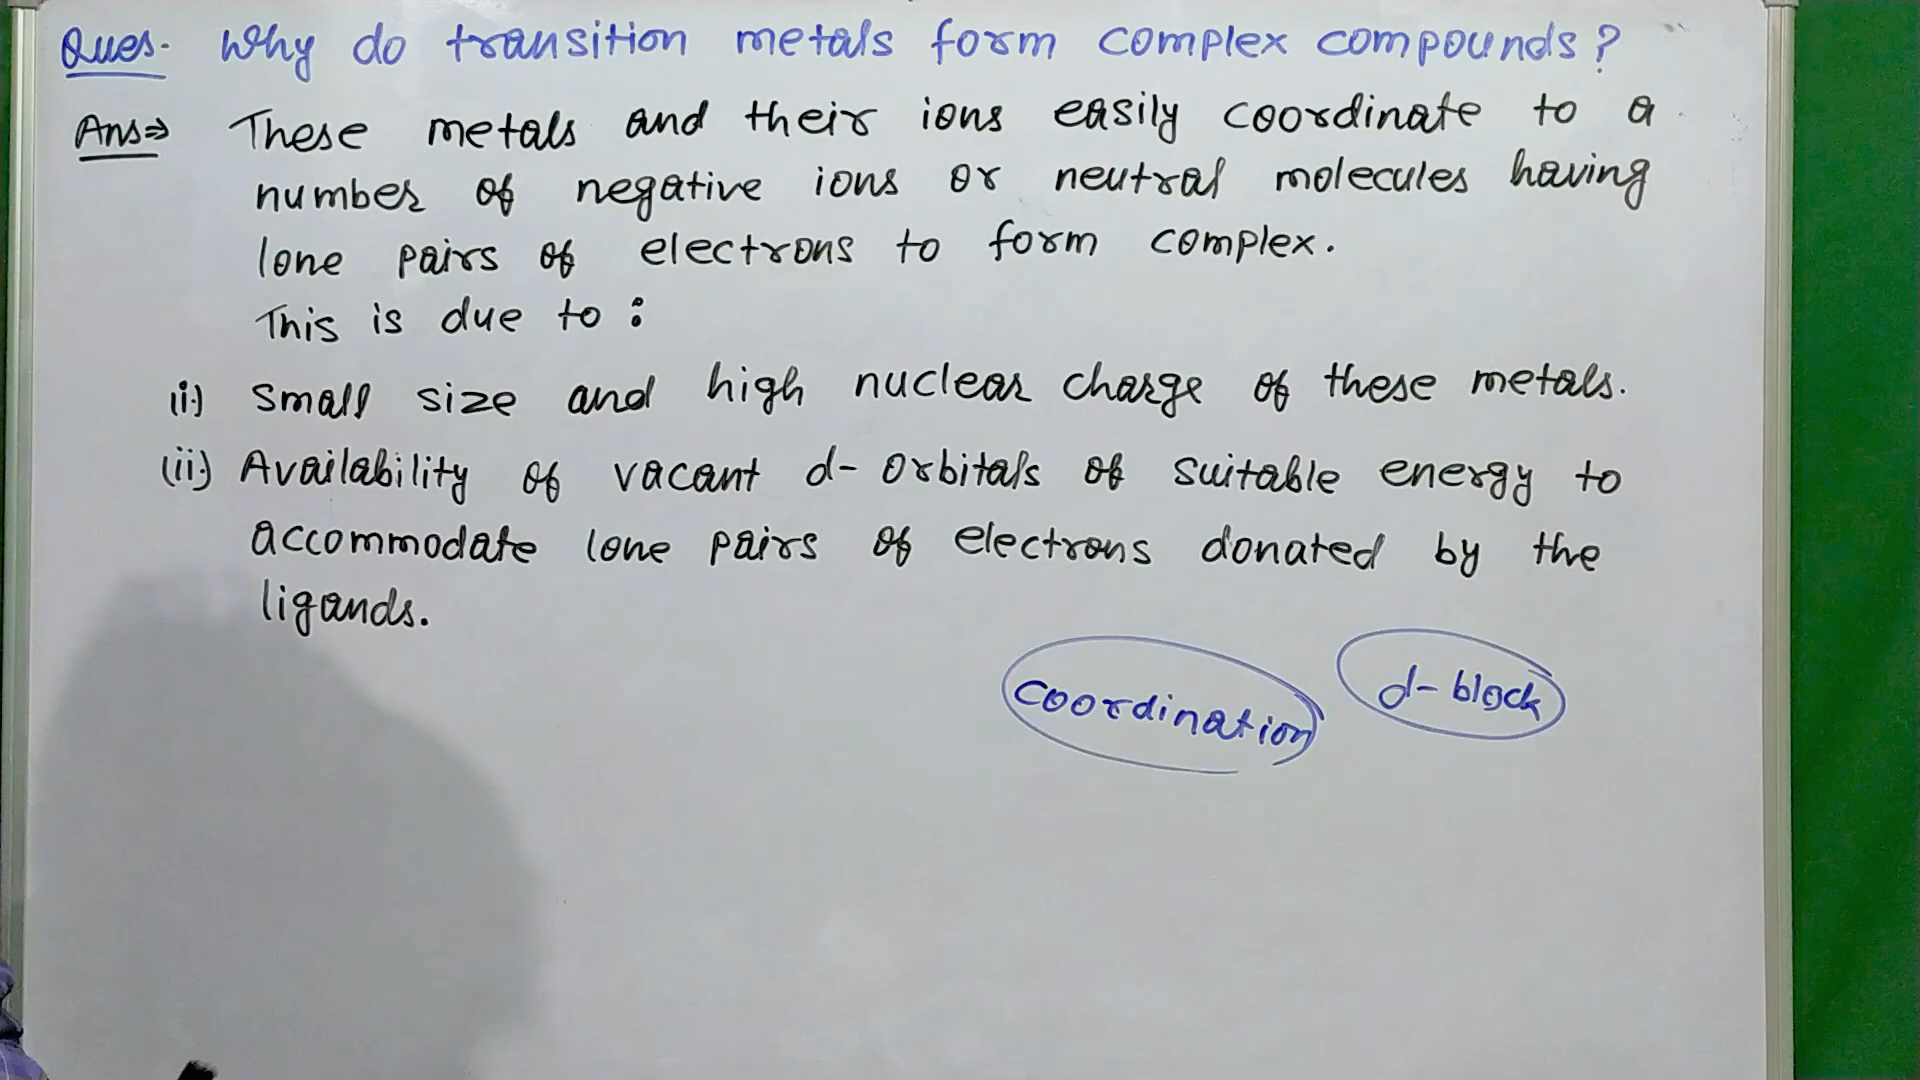 Ques. Why do transition metals form complex compounds?
Ans⇒ These metals and their ions easily coordinate to a
number of negative ions or neutral molecules having
lone pairs of electrons to form complex.
This is due to :
(i) Small size and high nuclear charge of these metals.
(ii) Availability of vacant d- orbitals of suitable energy to
accommodate lone pairs of electrons donated by the
ligands.
coordination
d-block